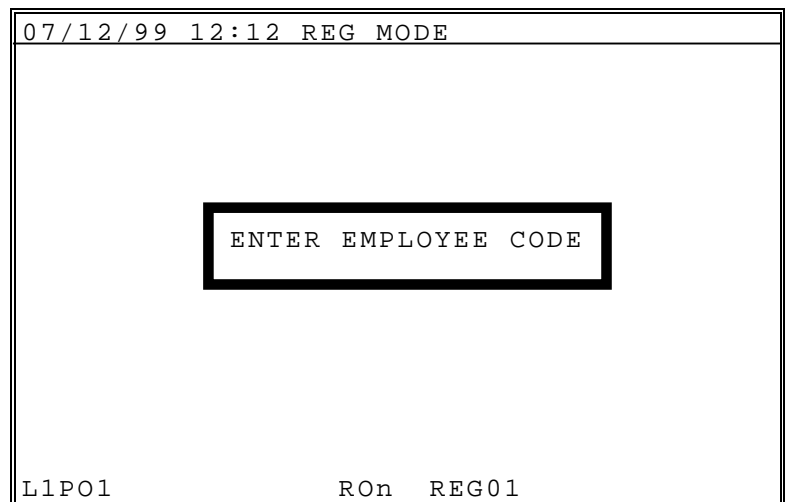 07/12/99 12:12 REG MODE
ENTER EMPLOYEE CODE
L1PO1 ROn REG01